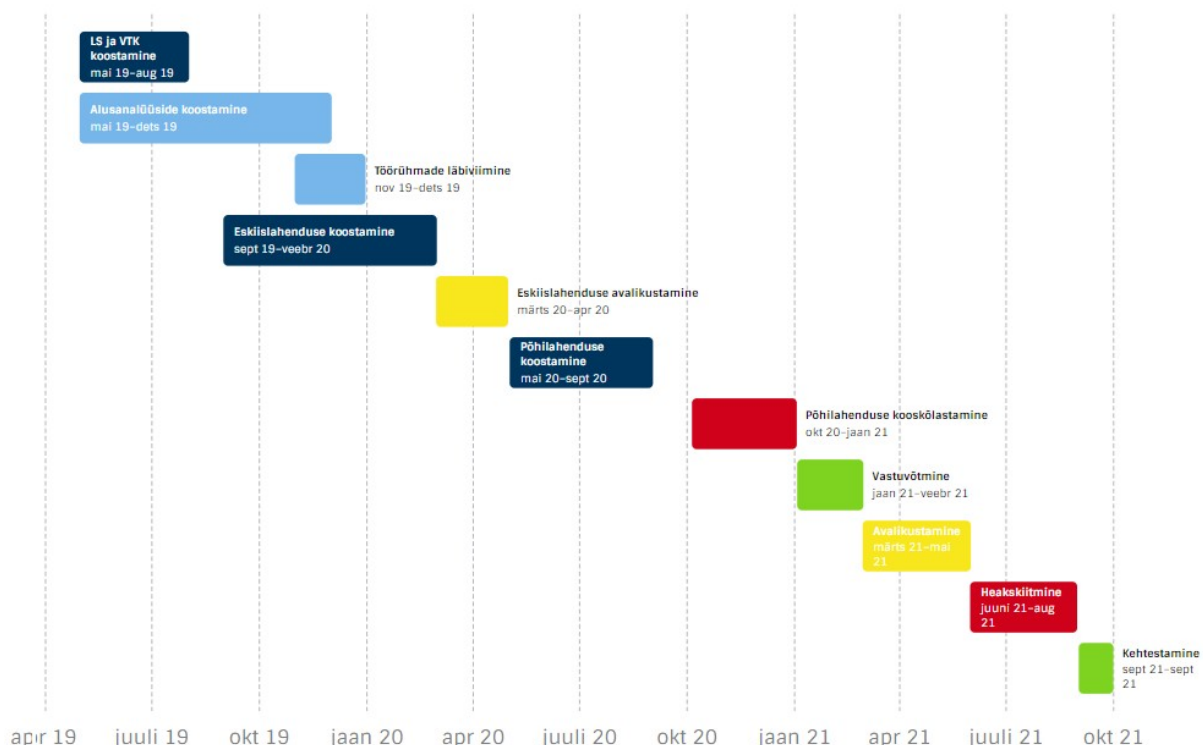 LS ja VTK
koostamine
mai 19–aug 19
Alusanalüüside koostamine
mai 19–dets 19
Töörühmade läbiviimine
nov 19–dets 19
Eskiislahenduse koostamine
sept 19–veebr 20
Eskiislahenduse avalikustamine
märts 20–apr 20
Põhilahenduse
koostamine
mai 20–sept 20
Põhilahenduse kooskõlastamine
okt 20–jaan 21
Vastuvõtmine
jaan 21–veebr 21
Avalikustamine
märts 21–mai
21
Heakskiitmine
juuni 21–aug
21
Kehtestamine
sept 21–sept
21
apr 19 juuli 19 okt 19 jaan 20 apr 20 juuli 20 okt 20 jaan 21 apr 21 juuli 21 okt 21